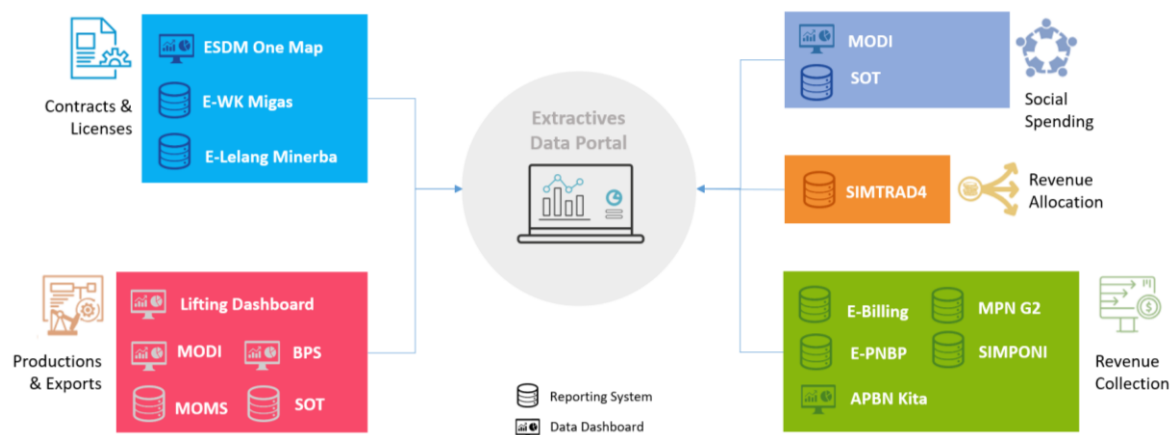 Contracts &
Licenses
ESDM One Map
E-WK Migas
E-Lelang Minerba
Productions
& Exports
Lifting Dashboard
MODI
BPS
MOMS
SOT
Extractives
Data Portal
Reporting System
Data Dashboard
MODI
SOT
Social
Spending
SIMTRAD4
Revenue
Allocation
E-Billing
MPN G2
E-PNBP
SIMPONI
APBN Kita
Revenue
Collection